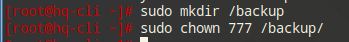 [root@hq-cli ~]# sudo mkdir /backup
[root@hq-cli ~]# sudo chown 777 /backup/